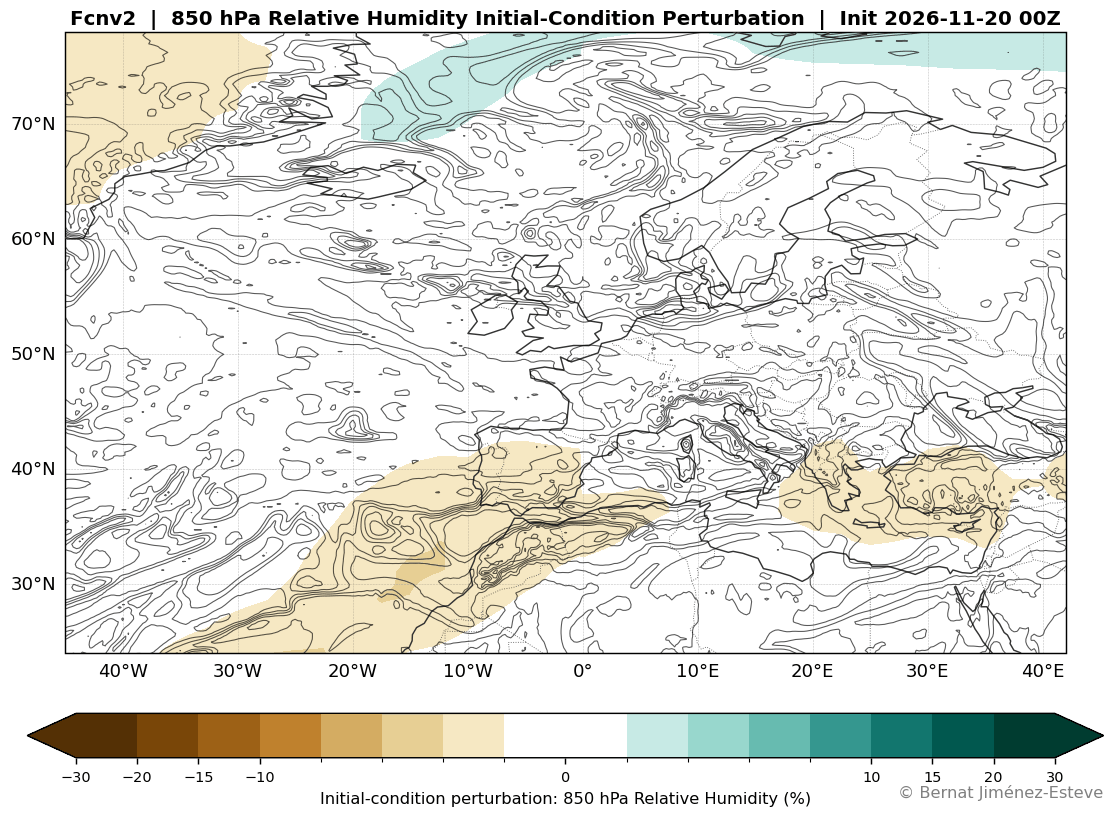 Fcnv2 | 850 hPa Relative Humidity Initial-Condition Perturbation | Init 2026-11-20 00Z
70°N
60°N
50°N
40°N
30°N
40°W 30°W 20°W 10°W 0° 10°E 20°E 30°E 40°E
−30 −20 −15 −10 0 10 15 20 30
Initial-condition perturbation: 850 hPa Relative Humidity (%)
© Bernat Jiménez-Esteve